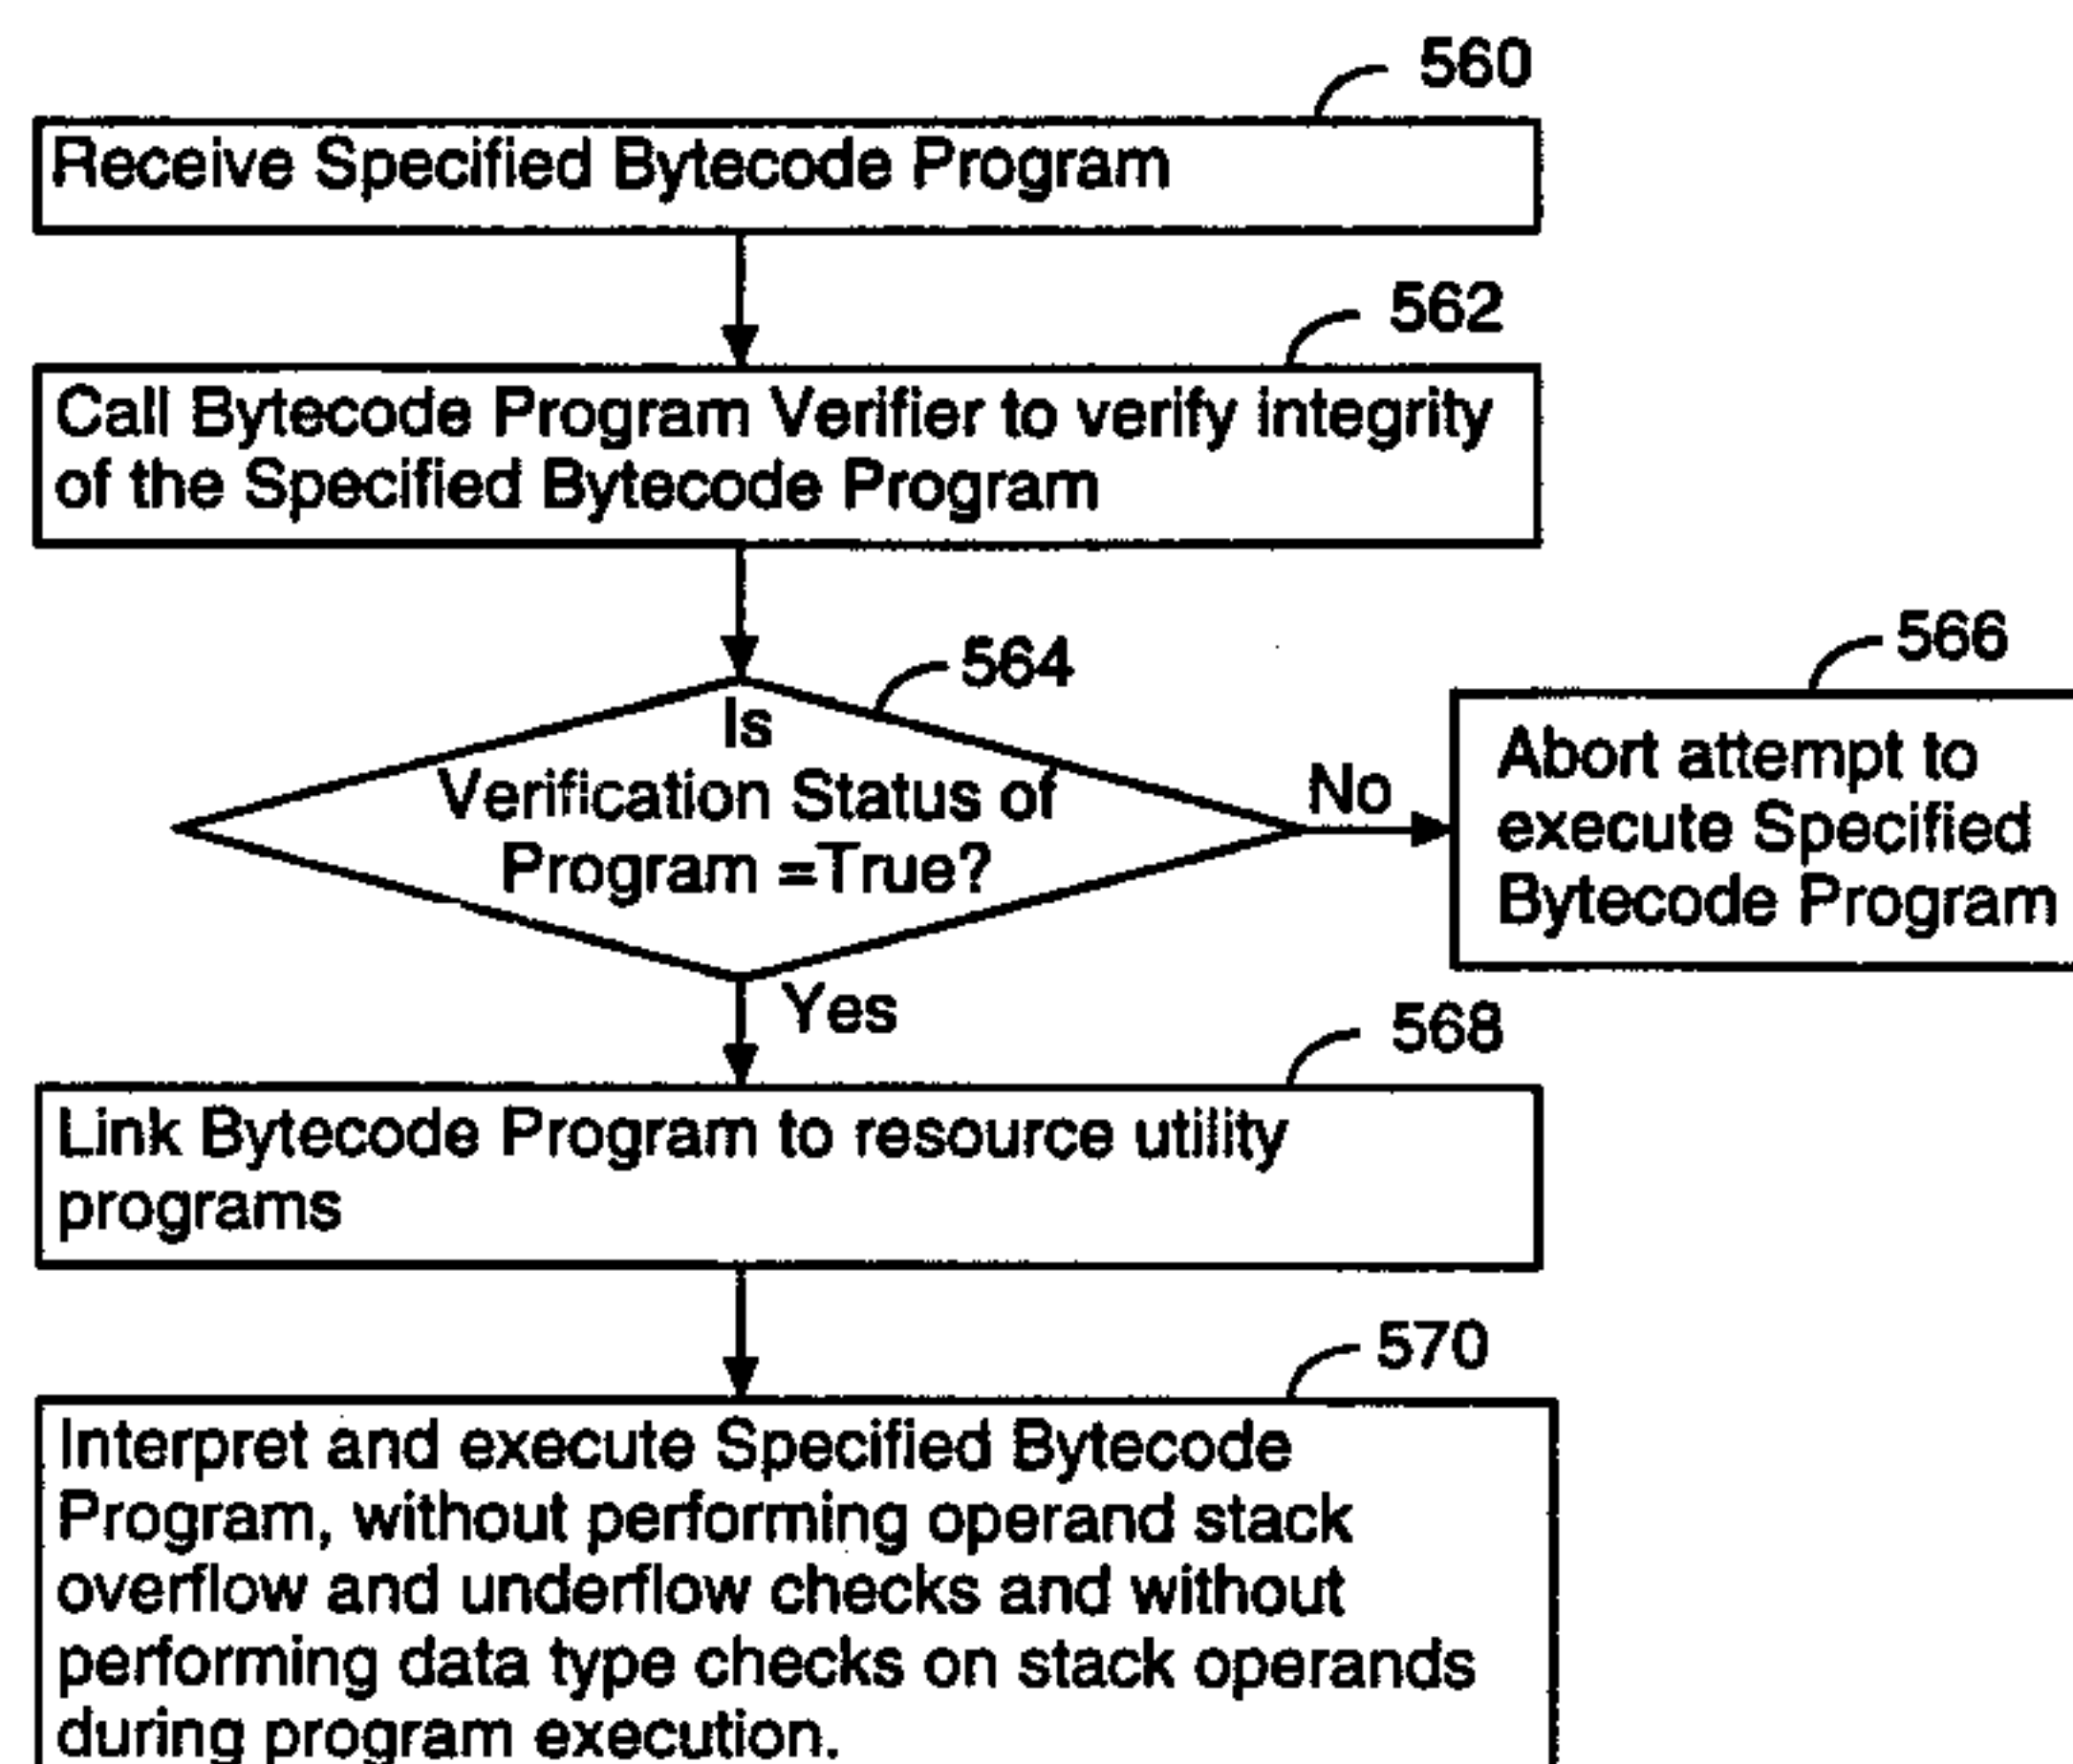 560
Receive Specified Bytecode Program
562
Call Bytecode Program Verifier to verify integrity
of the Specified Bytecode Program
564
Is
Verification Status of
Program =True?
No
566
Abort attempt to
execute Specified
Bytecode Program
Yes
568
Link Bytecode Program to resource utility
programs
570
Interpret and execute Specified Bytecode
Program, without performing operand stack
overflow and underflow checks and without
performing data type checks on stack operands
during program execution.